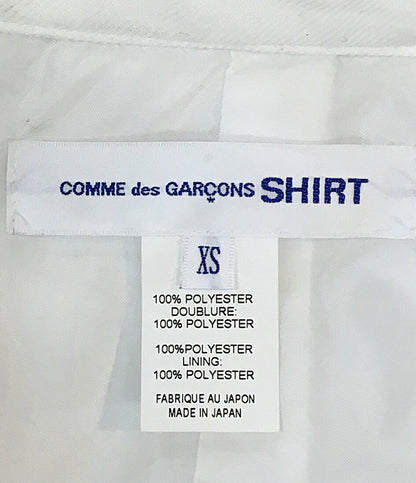 COMME des GARÇONS SHIRT
XS
100% POLYESTER
DOUBLURE:
100% POLYESTER
100%POLYESTER
LINING:
100% POLYESTER
FABRIQUE AU JAPON
MADE IN JAPAN